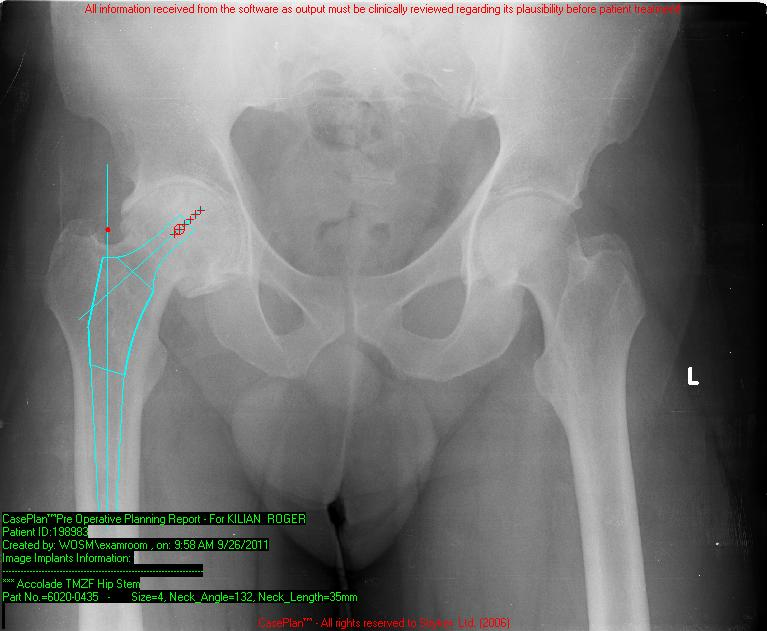 All information received from the software as output must be clinically reviewed regarding its plausibility before patient treatment
L
CasePlan™Pre Operative Planning Report - For KILIAN ROGER
Patient ID:198983
Created by: WOSM\examroom , on: 9:58 AM 9/26/2011
Image Implants Information:
------------------------------------------------------------
*** Accolade TMZF Hip Stem
Part No.=6020-0435 - Size=4, Neck_Angle=132, Neck_Length=35mm
CasePlan™ - All rights reserved to Stryker Ltd. (2006)